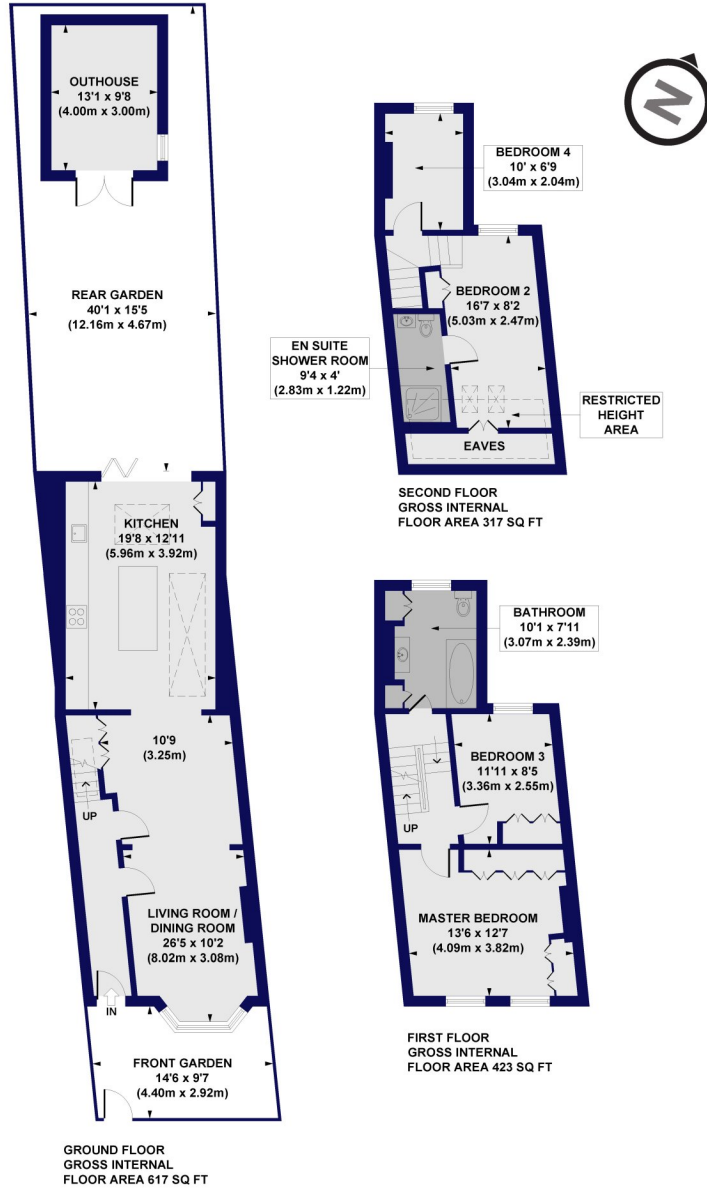 OUTHOUSE
13'1 x 9'8
(4.00m x 3.00m)
REAR GARDEN
40'1 x 15'5
(12.16m x 4.67m)
KITCHEN
19'8 x 12'11
(5.96m x 3.92m)
10'9
(3.25m)
UP
LIVING ROOM /
DINING ROOM
26'5 x 10'2
(8.02m x 3.08m)
IN
FRONT GARDEN
14'6 x 9'7
(4.40m x 2.92m)
GROUND FLOOR
GROSS INTERNAL
FLOOR AREA 617 SQ FT
N
BEDROOM 4
10' x 6'9
(3.04m x 2.04m)
BEDROOM 2
16'7 x 8'2
(5.03m x 2.47m)
EN SUITE
SHOWER ROOM
9'4 x 4'
(2.83m x 1.22m)
RESTRICTED
HEIGHT
AREA
EAVES
SECOND FLOOR
GROSS INTERNAL
FLOOR AREA 317 SQ FT
BATHROOM
10'1 x 7'11
(3.07m x 2.39m)
BEDROOM 3
11'11 x 8'5
(3.36m x 2.55m)
UP
MASTER BEDROOM
13'6 x 12'7
(4.09m x 3.82m)
FIRST FLOOR
GROSS INTERNAL
FLOOR AREA 423 SQ FT